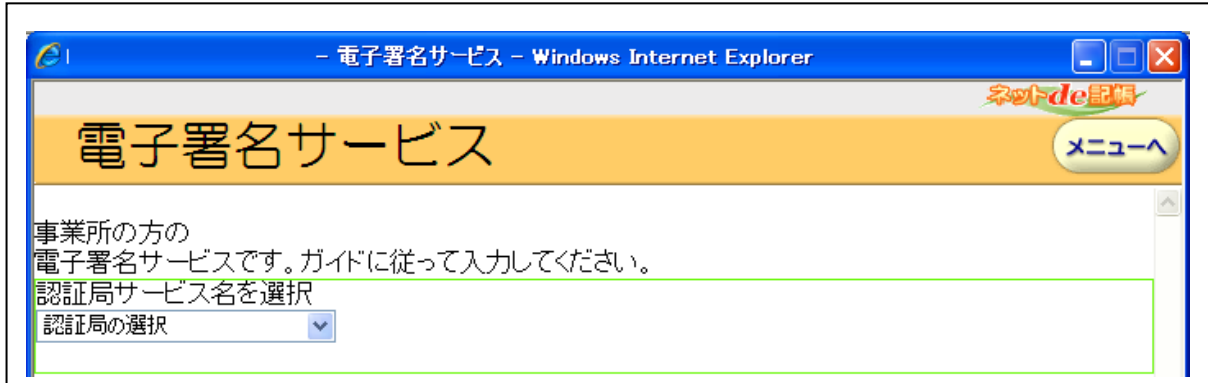 – 電子署名サービス – Windows Internet Explorer
ネットde記帳
電子署名サービス
メニューへ
事業所の方の
電子署名サービスです。ガイドに従って入力してください。
認証局サービス名を選択
認証局の選択